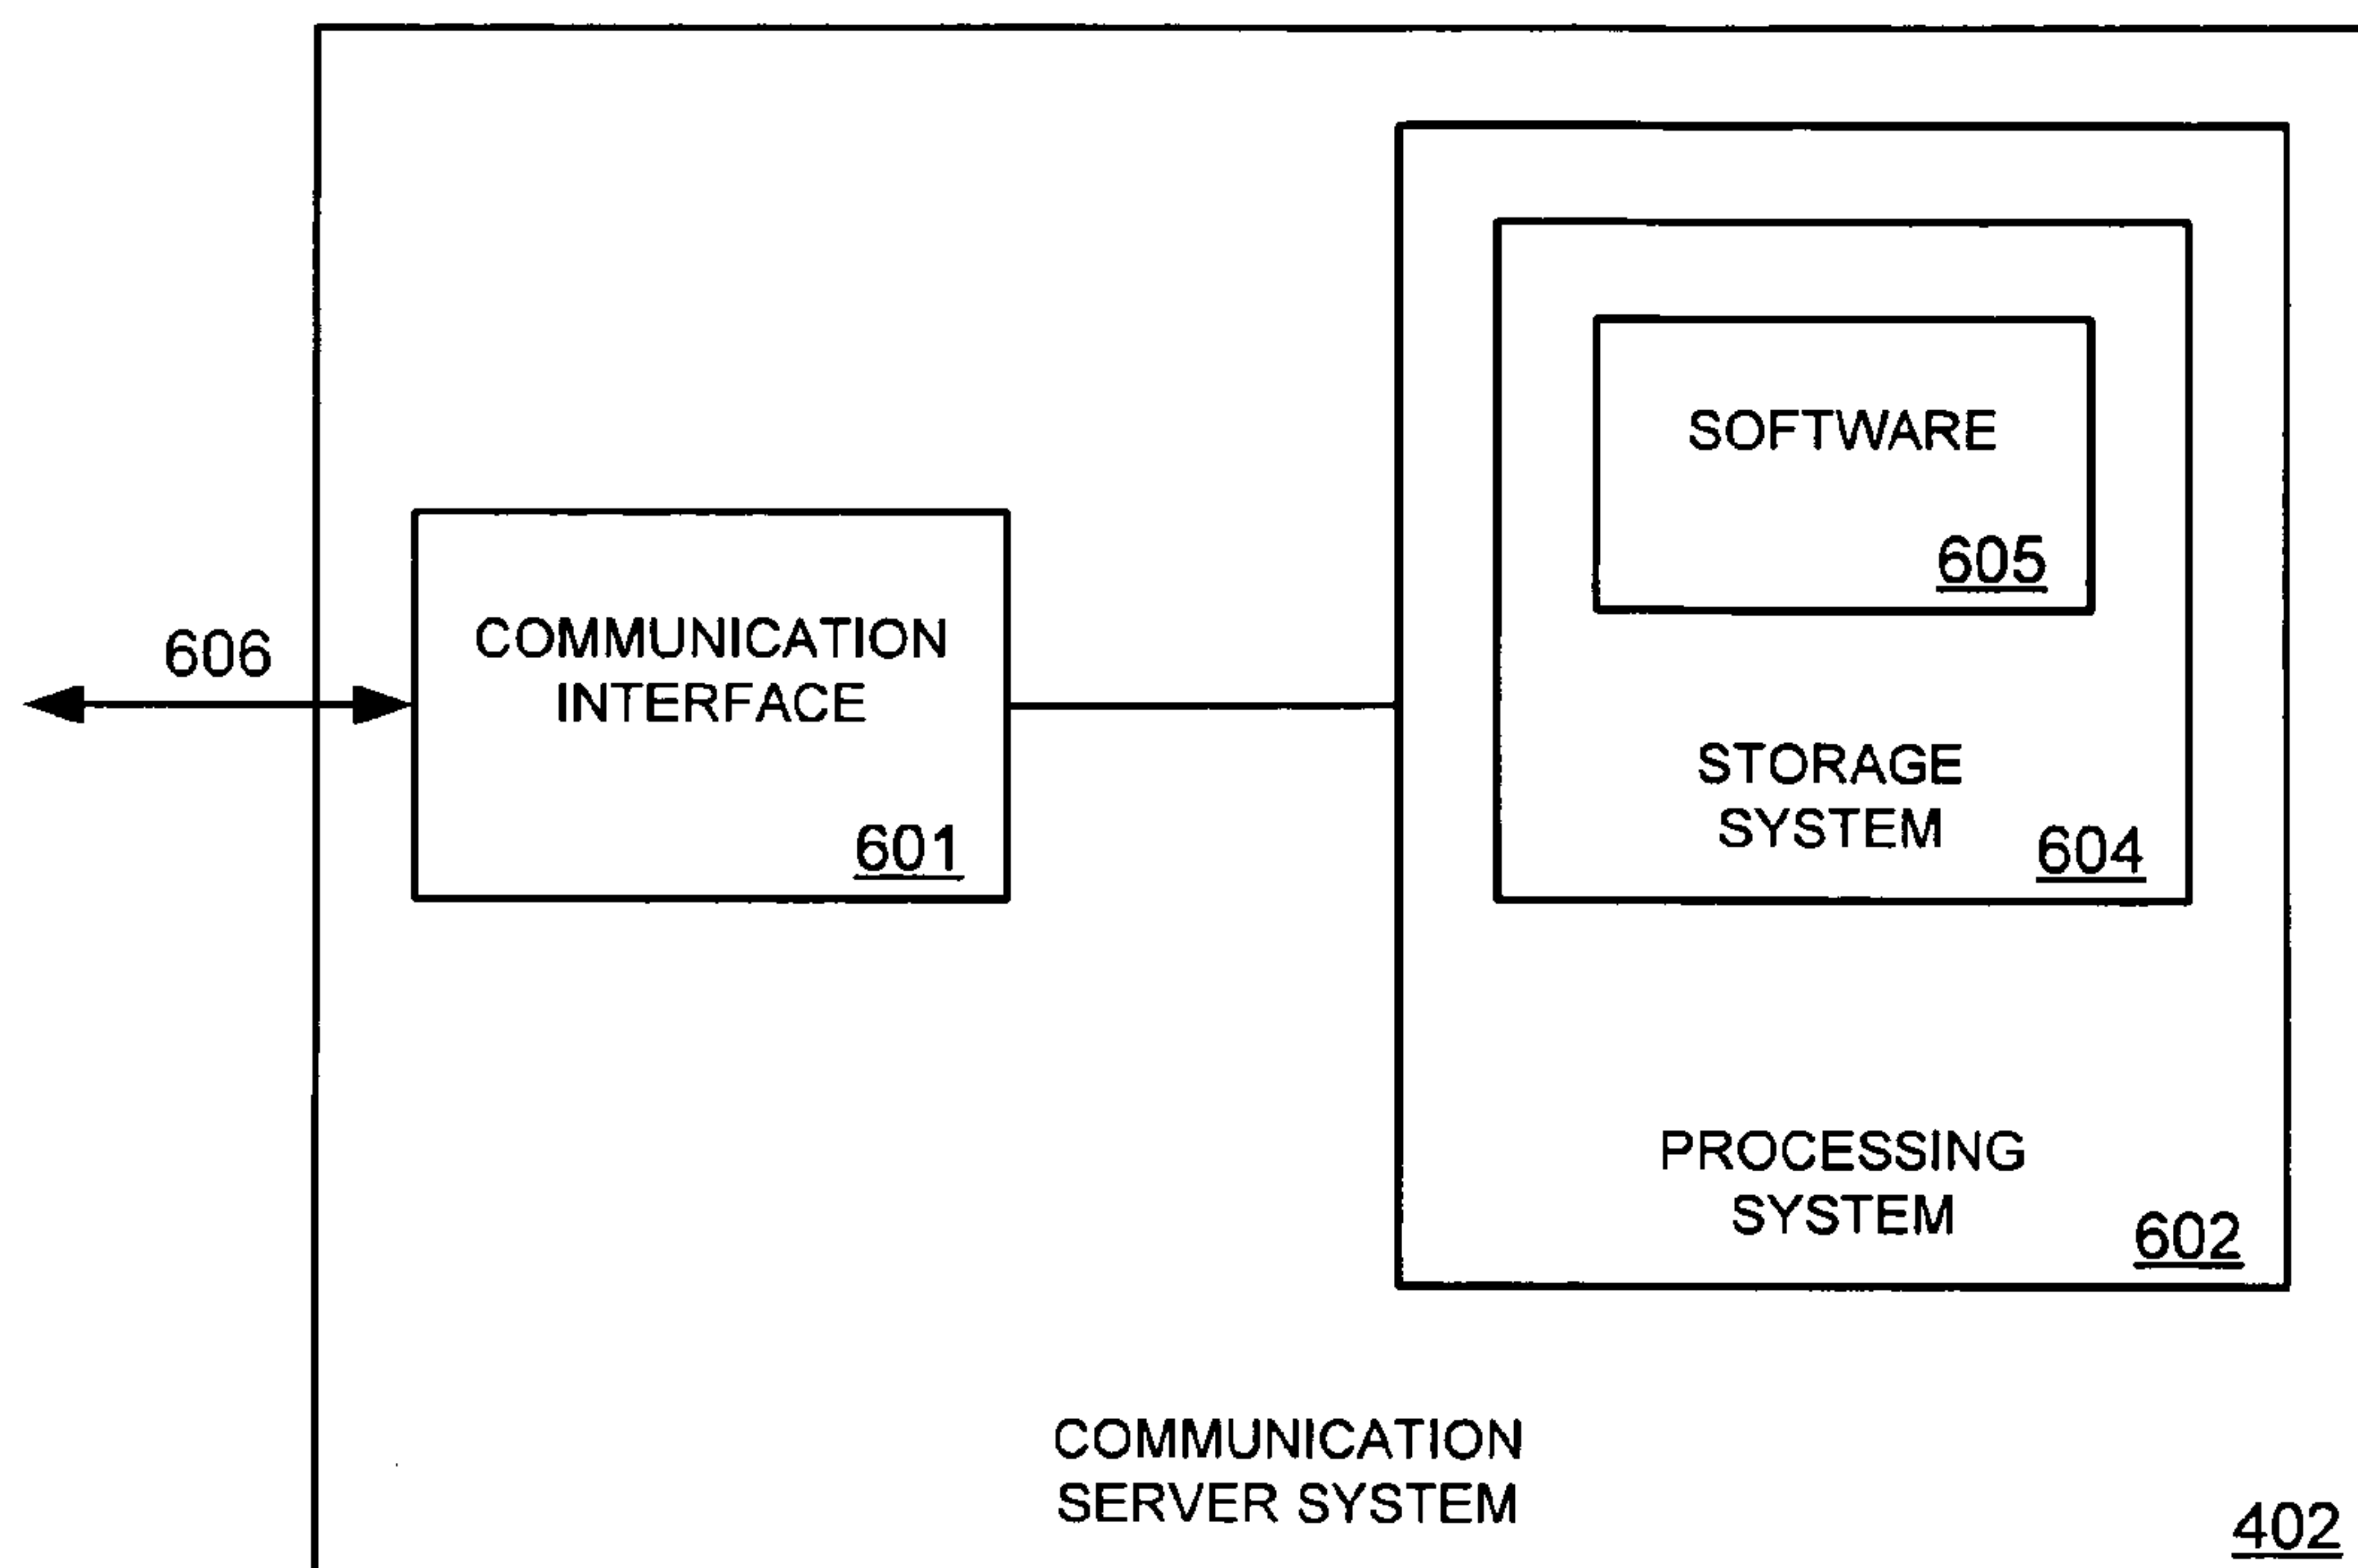 SOFTWARE
605
COMMUNICATION
INTERFACE
601
606
STORAGE
SYSTEM
604
PROCESSING
SYSTEM
602
COMMUNICATION
SERVER SYSTEM
402